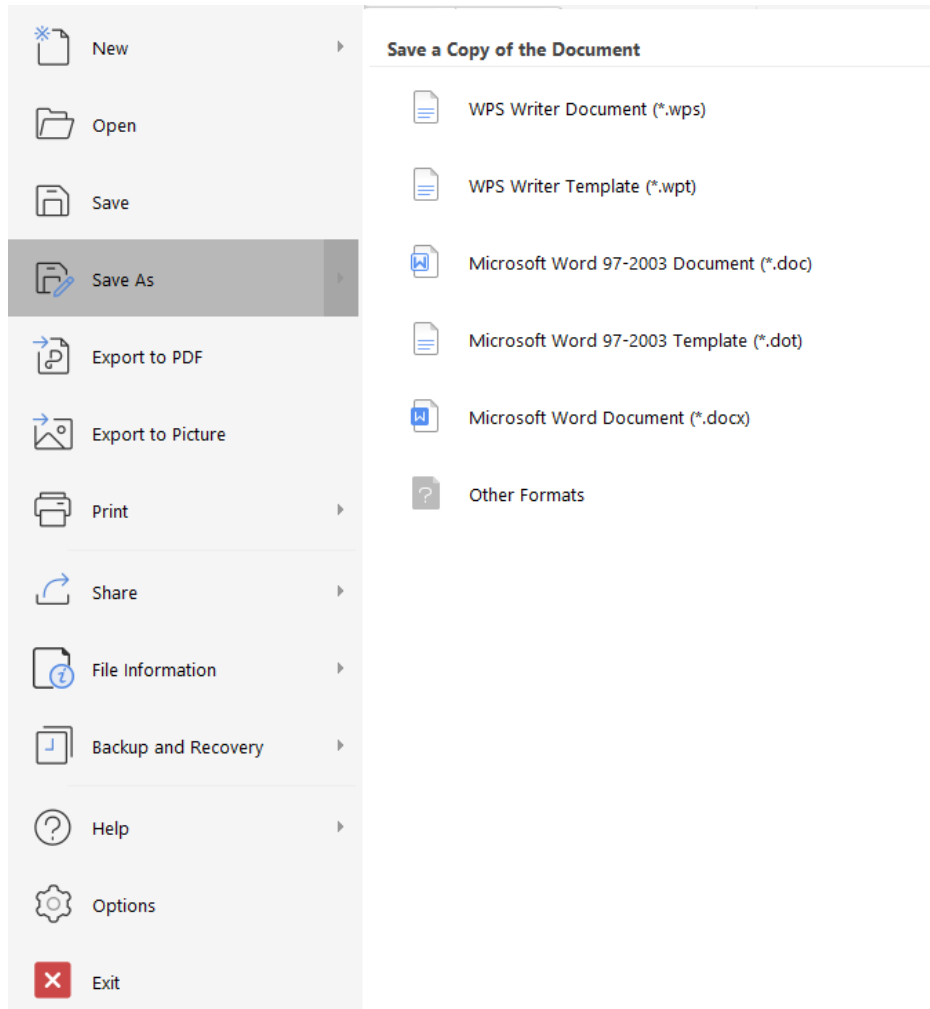 New
Open
Save
Save As
Export to PDF
Export to Picture
Print
Share
File Information
Backup and Recovery
Help
Options
Exit
Save a Copy of the Document
WPS Writer Document (*.wps)
WPS Writer Template (*.wpt)
Microsoft Word 97-2003 Document (*.doc)
Microsoft Word 97-2003 Template (*.dot)
Microsoft Word Document (*.docx)
Other Formats